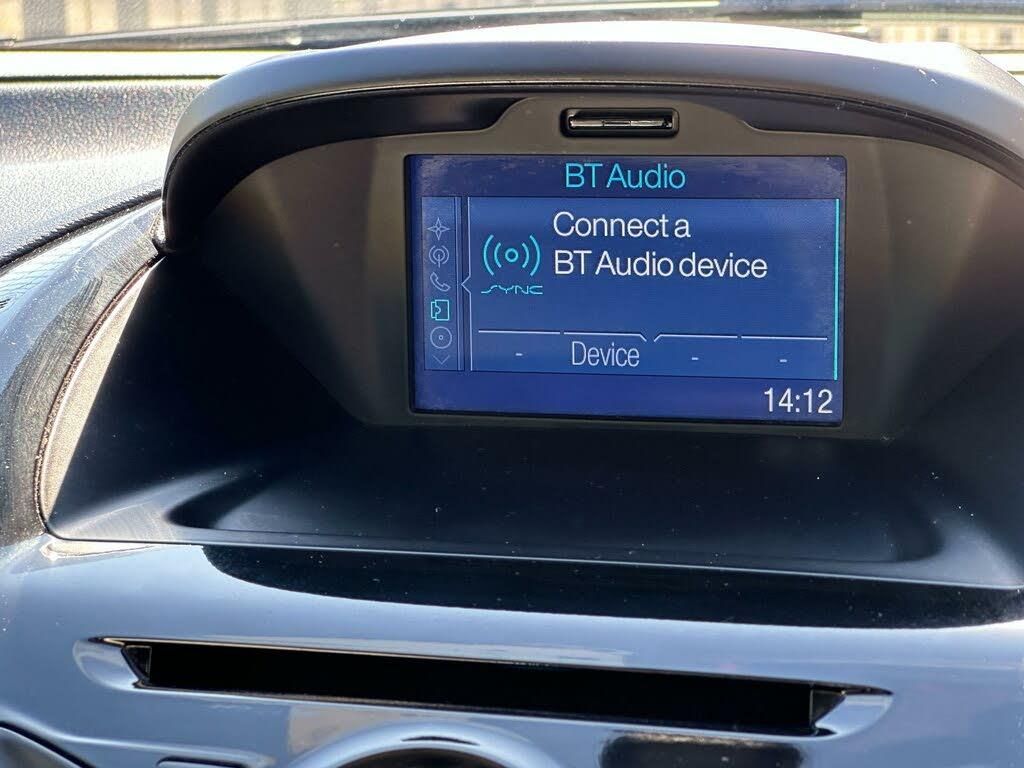 BT Audio
Connect a
BT Audio device
SYNC
- Device - -
14:12